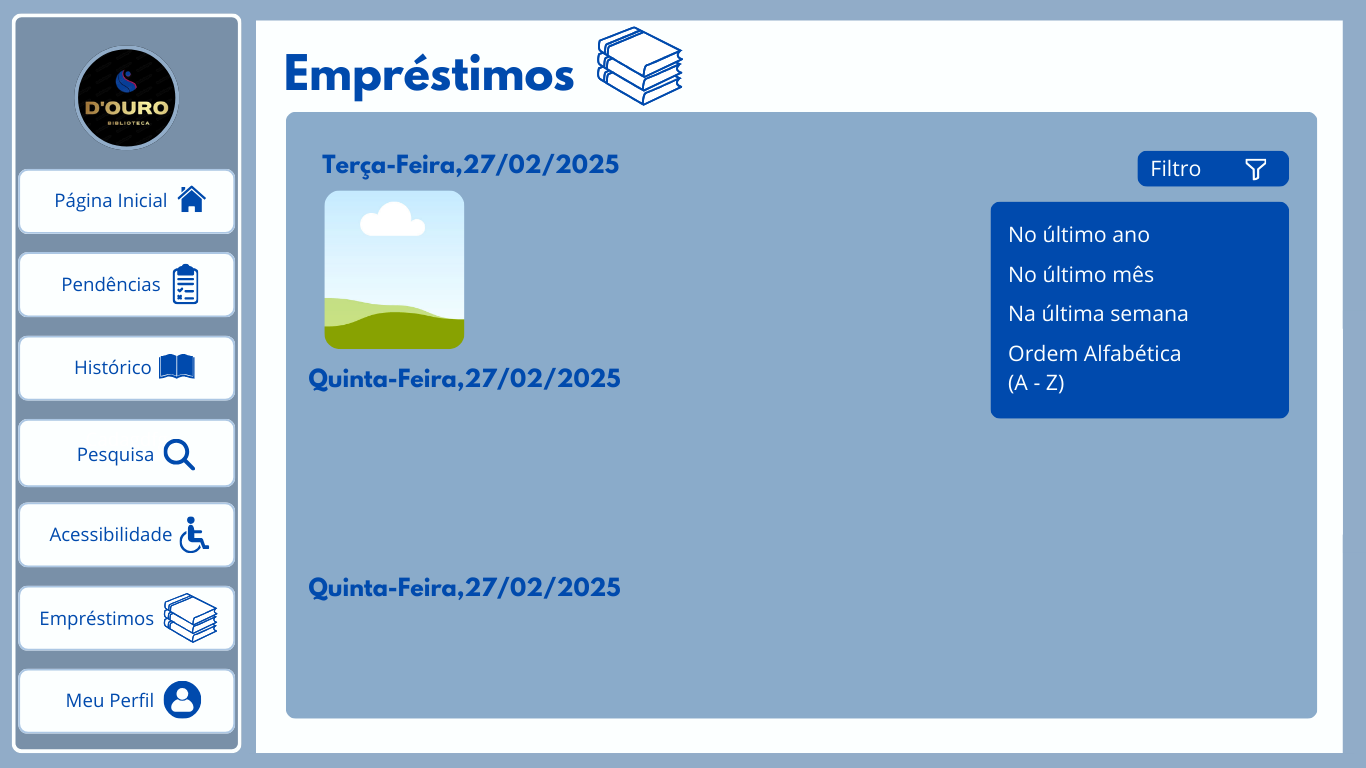 D'OURO
BIBLIOTECA
Página Inicial
Pendências
Histórico
Pesquisa
Acessibilidade
Empréstimos
Meu Perfil
Empréstimos
Terça-Feira,27/02/2025
Filtro
No último ano
No último mês
Na última semana
Ordem Alfabética
(A - Z)
Quinta-Feira,27/02/2025
Quinta-Feira,27/02/2025